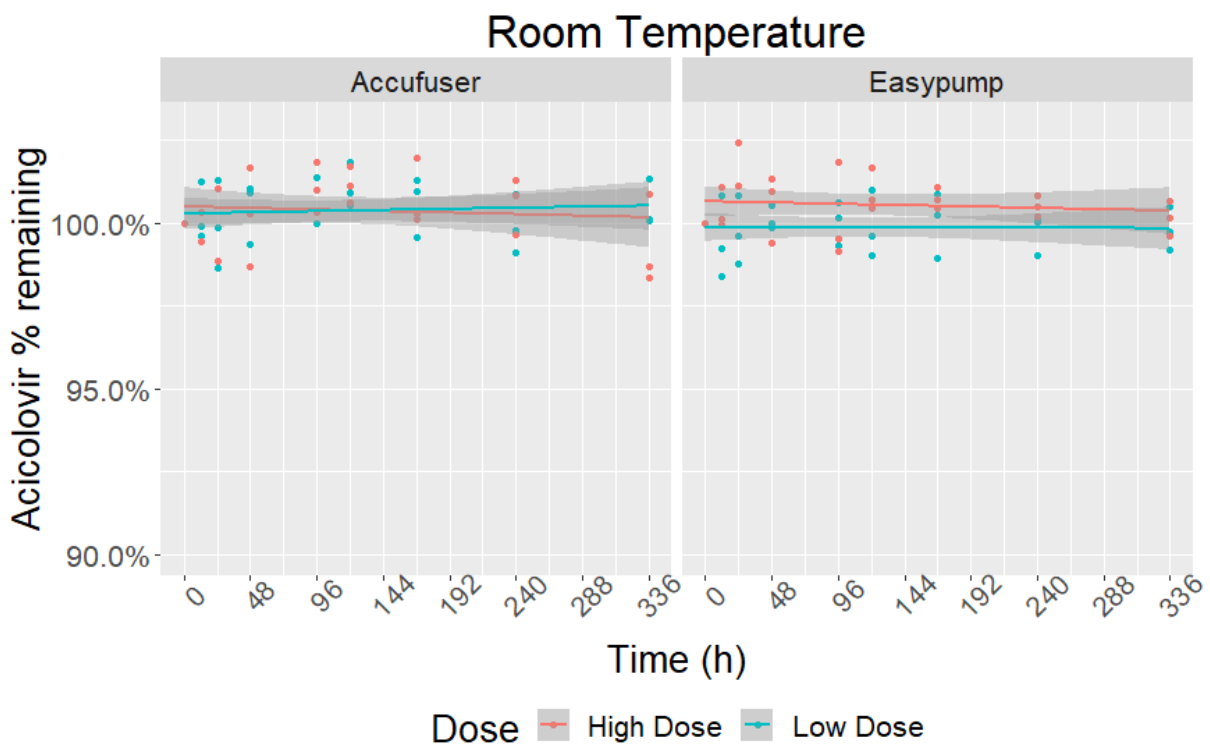 Room Temperature
Accufuser Easypump
Acicolovir % remaining
100.0%
95.0%
90.0%
0 48 96 144 192 240 288 336 0 48 96 144 192 240 288 336
Time (h)
Dose High Dose Low Dose